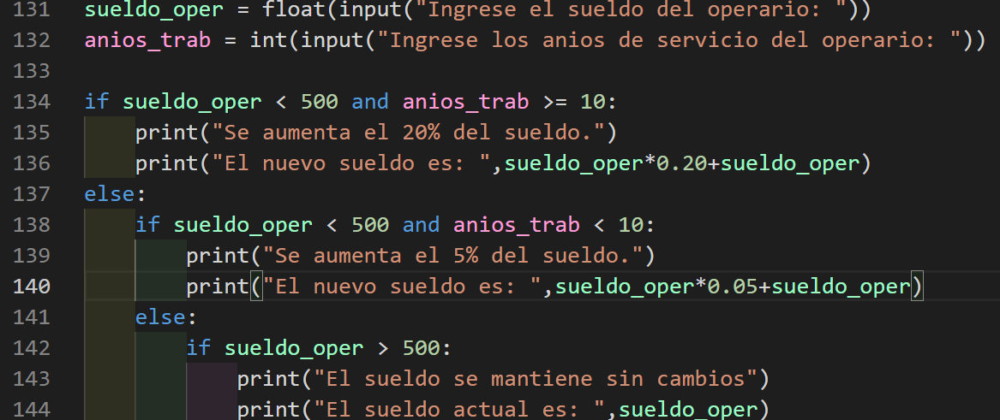 131 sueldo_oper = float(input("Ingrese el sueldo del operario: "))
132 anios_trab = int(input("Ingrese los anios de servicio del operario: "))
133
134 if sueldo_oper < 500 and anios_trab >= 10:
135     print("Se aumenta el 20% del sueldo.")
136     print("El nuevo sueldo es: ",sueldo_oper*0.20+sueldo_oper)
137 else:
138     if sueldo_oper < 500 and anios_trab < 10:
139         print("Se aumenta el 5% del sueldo.")
140         print("El nuevo sueldo es: ",sueldo_oper*0.05+sueldo_oper)
141     else:
142         if sueldo_oper > 500:
143             print("El sueldo se mantiene sin cambios")
144             print("El sueldo actual es: ",sueldo_oper)